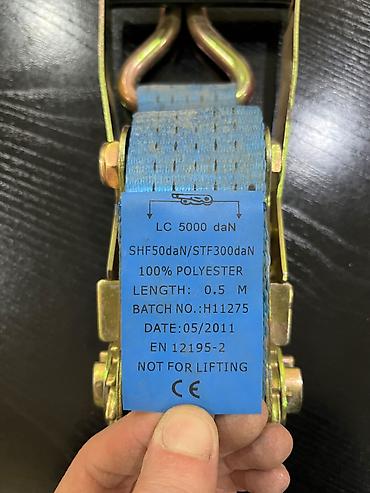 LC 5000 daN
SHF50daN/STF300daN
100% POLYESTER
LENGTH: 0.5 M
BATCH NO.:H11275
DATE:05/2011
EN 12195-2
NOT FOR LIFTING
CE